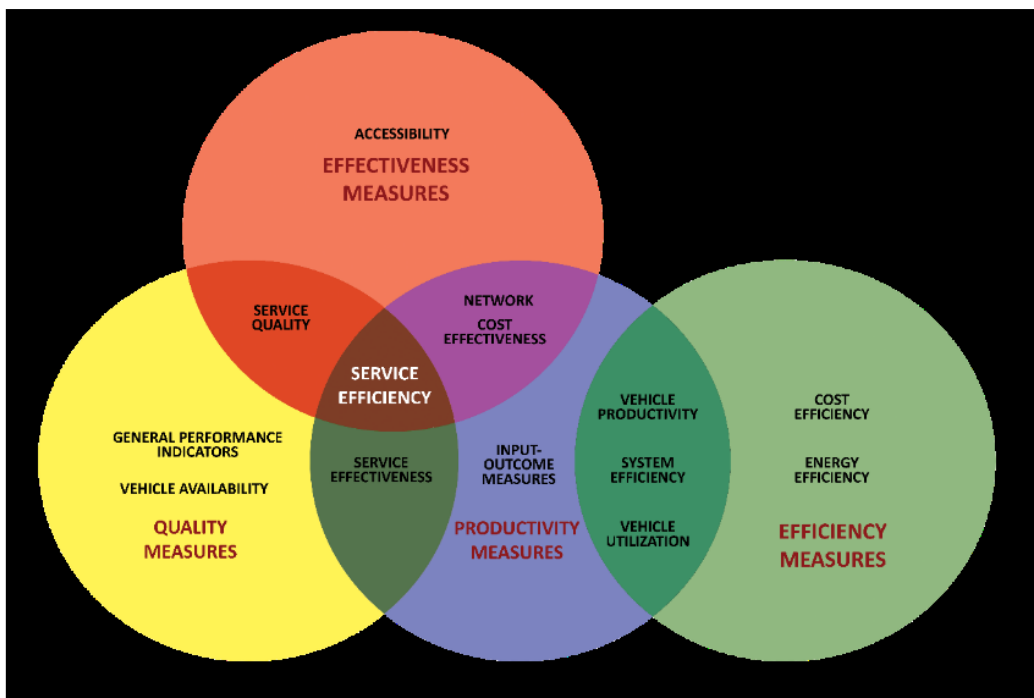 ACCESSIBILITY
EFFECTIVENESS
MEASURES
SERVICE
QUALITY
NETWORK
COST
EFFECTIVENESS
SERVICE
EFFICIENCY
GENERAL PERFORMANCE
INDICATORS
VEHICLE AVAILABILITY
QUALITY
MEASURES
SERVICE
EFFECTIVENESS
INPUT-
OUTCOME
MEASURES
PRODUCTIVITY
MEASURES
VEHICLE
PRODUCTIVITY
SYSTEM
EFFICIENCY
VEHICLE
UTILIZATION
COST
EFFICIENCY
ENERGY
EFFICIENCY
EFFICIENCY
MEASURES